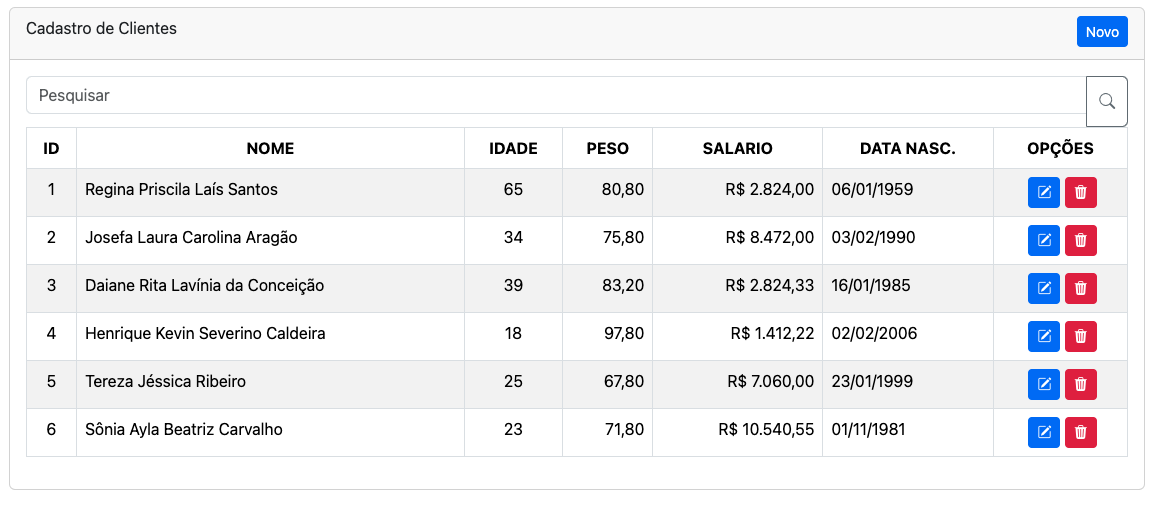 Cadastro de Clientes Novo
Pesquisar
ID NOME IDADE PESO SALARIO DATA NASC. OPÇÕES
1 Regina Priscila Laís Santos 65 80,80 R$ 2.824,00 06/01/1959
2 Josefa Laura Carolina Aragão 34 75,80 R$ 8.472,00 03/02/1990
3 Daiane Rita Lavínia da Conceição 39 83,20 R$ 2.824,33 16/01/1985
4 Henrique Kevin Severino Caldeira 18 97,80 R$ 1.412,22 02/02/2006
5 Tereza Jéssica Ribeiro 25 67,80 R$ 7.060,00 23/01/1999
6 Sônia Ayla Beatriz Carvalho 23 71,80 R$ 10.540,55 01/11/1981